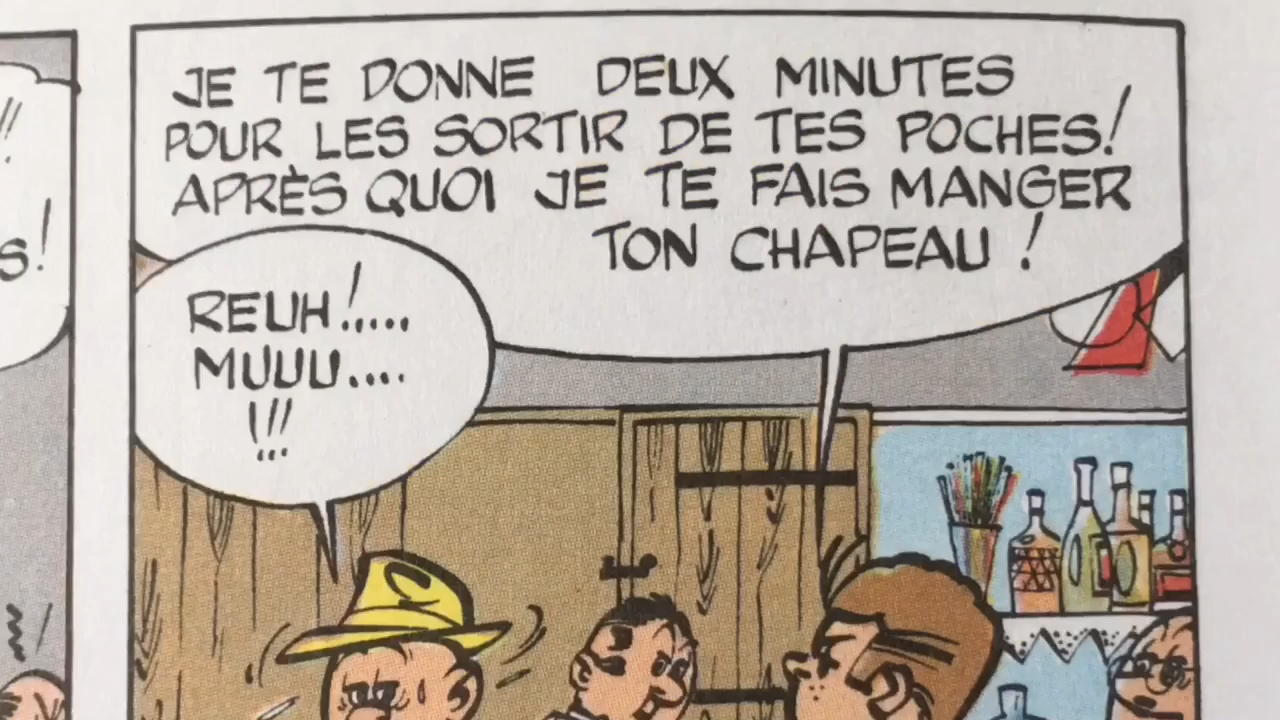 JE TE DONNE DEUX MINUTES
POUR LES SORTIR DE TES POCHES!
APRÈS QUOI JE TE FAIS MANGER
TON CHAPEAU !
REUH!.....
MUUU....
!!!
...
S!